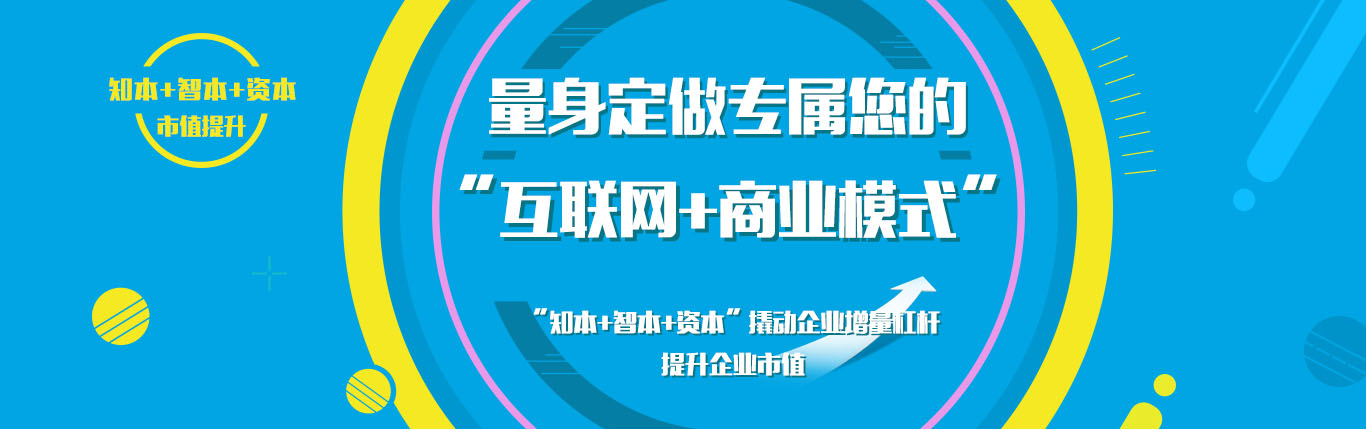 知本+智本+资本
市值提升
量身定做专属您的
“互联网+商业模式”
“知本+智本+资本”撬动企业增量杠杆
提升企业市值